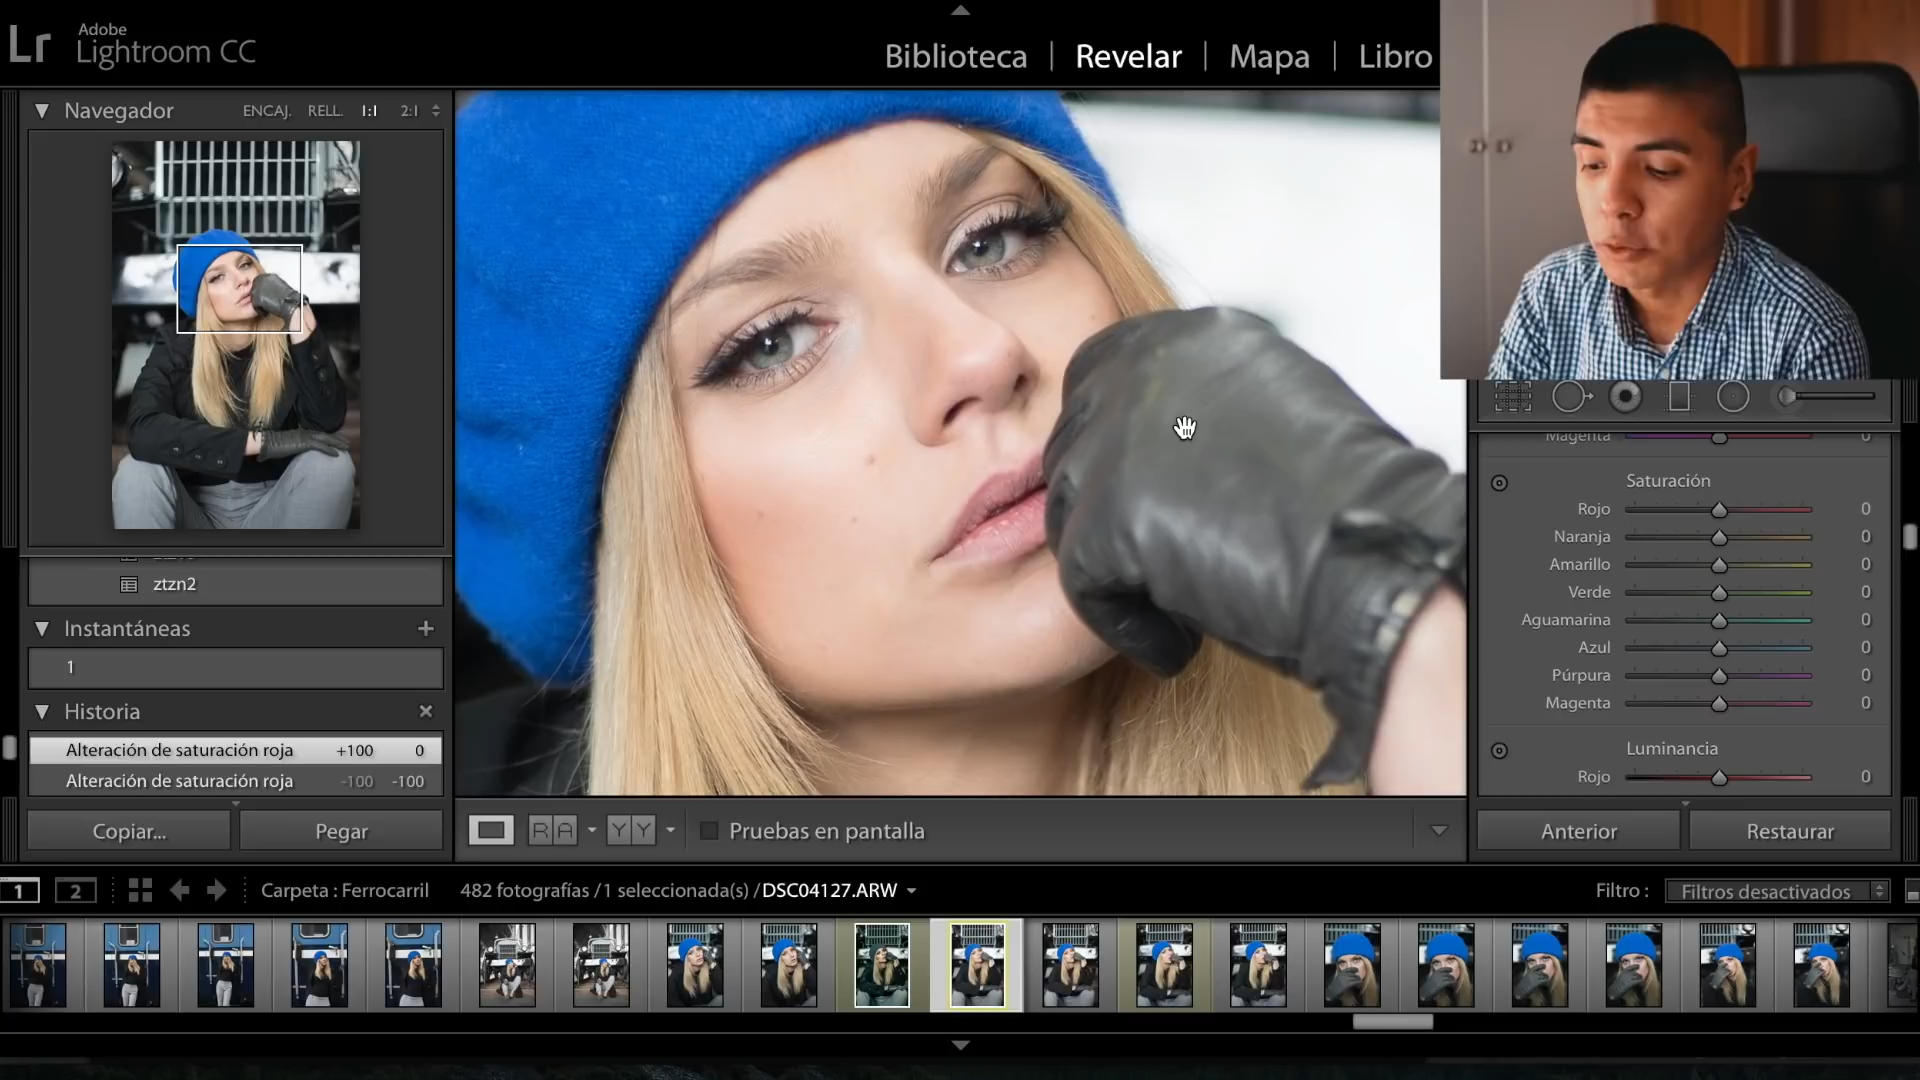 Lr Adobe
Lightroom CC
Biblioteca | Revelar | Mapa | Libro
Navegador ENCAJ. RELL. 1:1 2:1
ztzn2
Instantáneas +
1
Historia ×
Alteración de saturación roja +100 0
Alteración de saturación roja -100 -100
Copiar... Pegar
R A Y Y Pruebas en pantalla
Magenta 0
Saturación
Rojo 0
Naranja 0
Amarillo 0
Verde 0
Aguamarina 0
Azul 0
Púrpura 0
Magenta 0
Luminancia
Rojo 0
Anterior Restaurar
1 2 Carpeta : Ferrocarril 482 fotografías /1 seleccionada(s) /DSC04127.ARW Filtro : Filtros desactivados